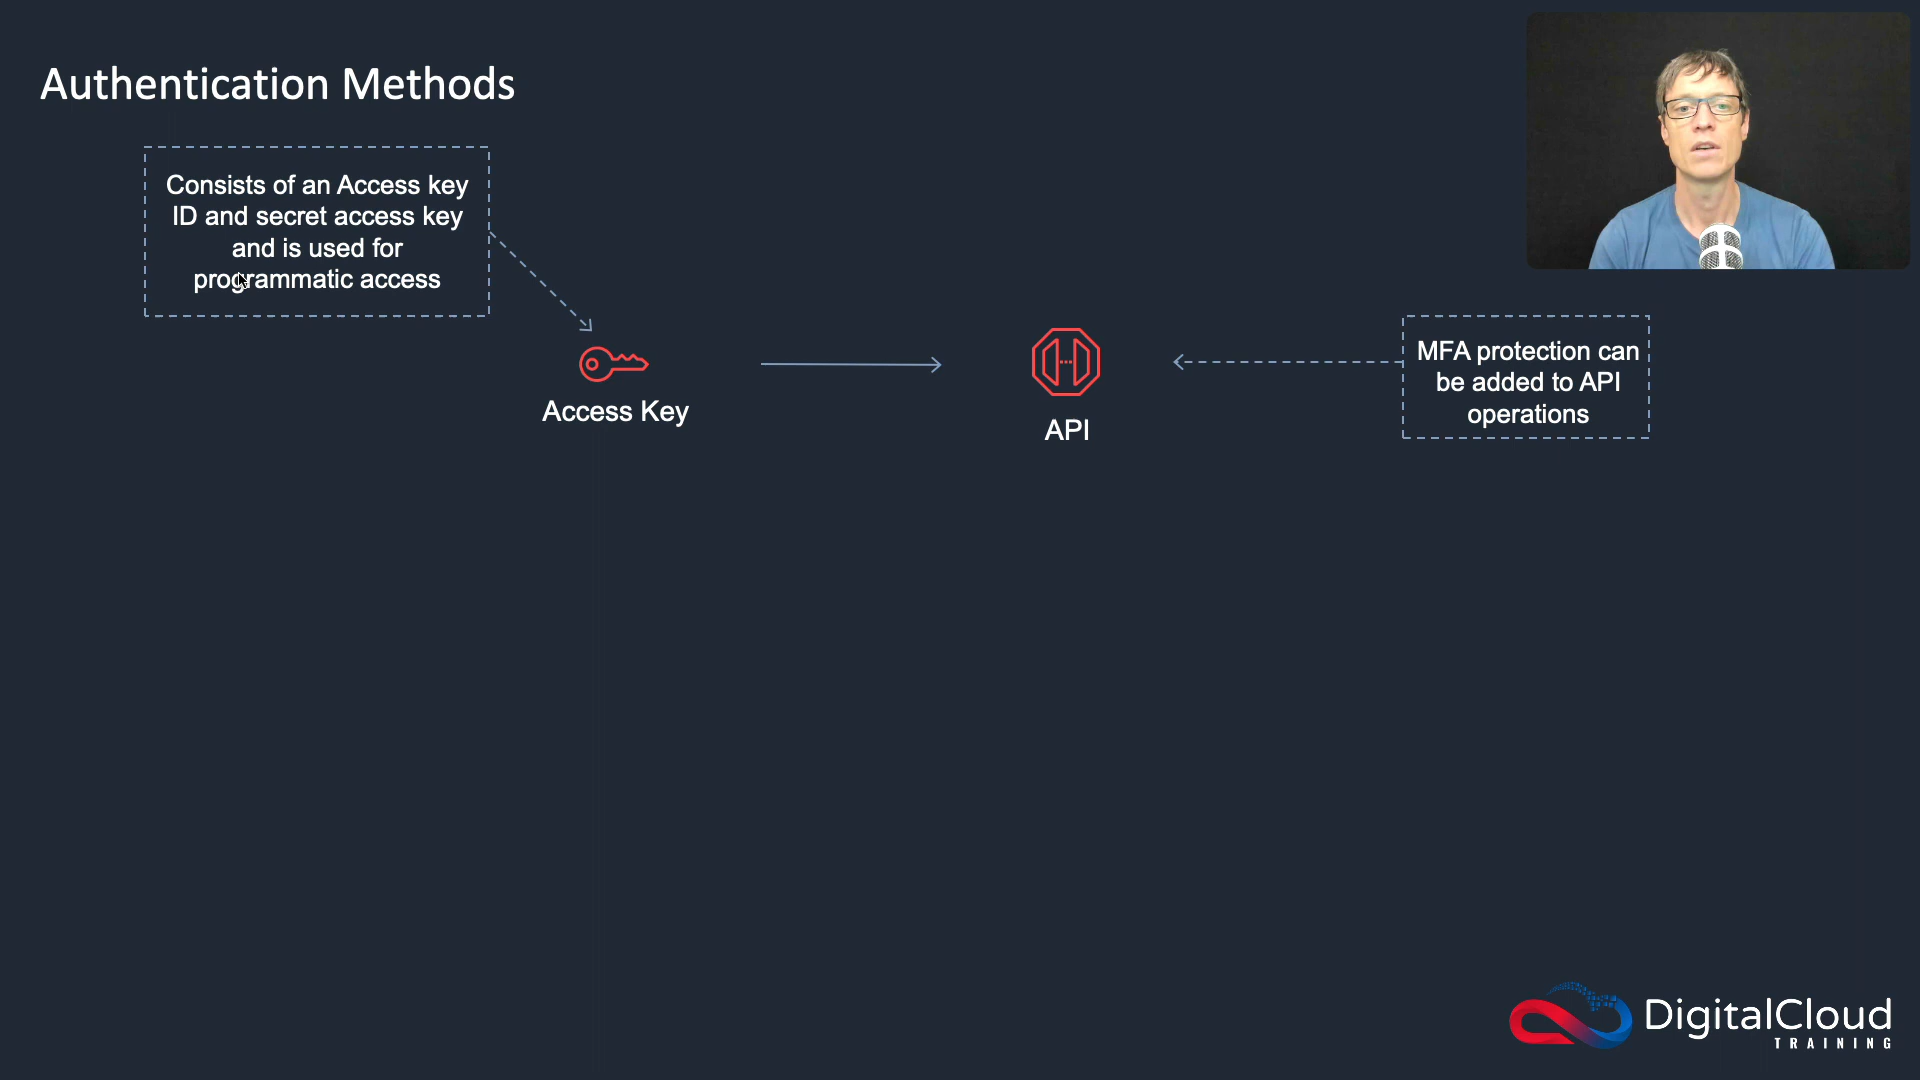 Authentication Methods
Consists of an Access key
ID and secret access key
and is used for
programmatic access
Access Key
API
MFA protection can
be added to API
operations
DigitalCloud
TRAINING